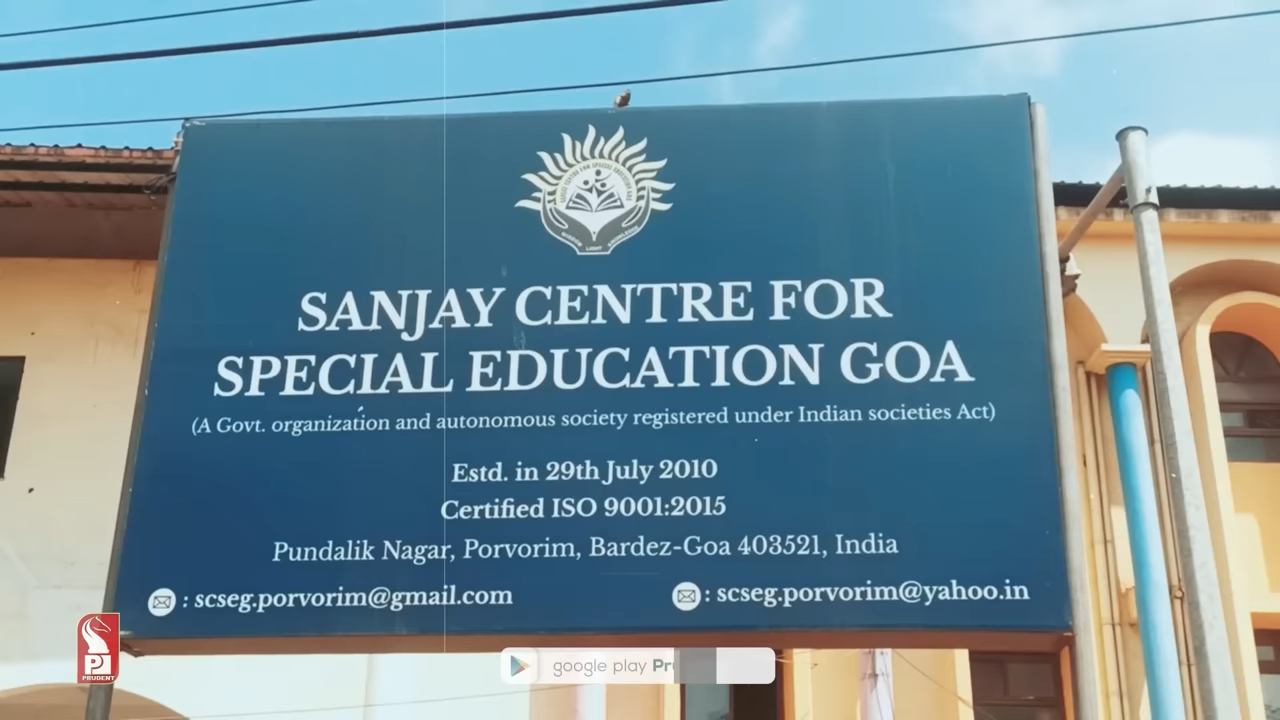 SANJAY CENTRE FOR
SPECIAL EDUCATION GOA
(A Govt. organization and autonomous society registered under Indian societies Act)
Estd. in 29th July 2010
Certified ISO 9001:2015
Pundalik Nagar, Porvorim, Bardez-Goa 403521, India
: scseg.porvorim@gmail.com
: scseg.porvorim@yahoo.in
PRUDENT
google play Pr